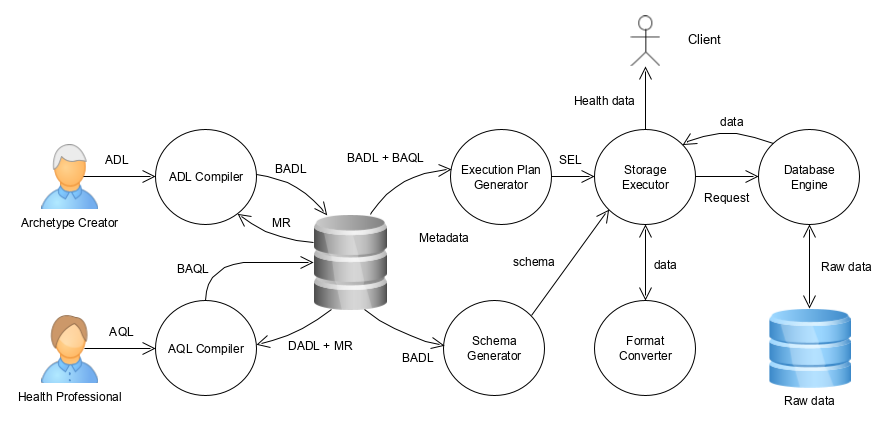 Client
Health data
data
ADL
ADL Compiler
BADL
BADL + BAQL
Execution Plan
Generator
SEL
Storage
Executor
Database
Engine
Request
Archetype Creator
MR
Metadata
BAQL
schema
data
Raw data
AQL
AQL Compiler
DADL + MR
BADL
Schema
Generator
Format
Converter
Health Professional
Raw data